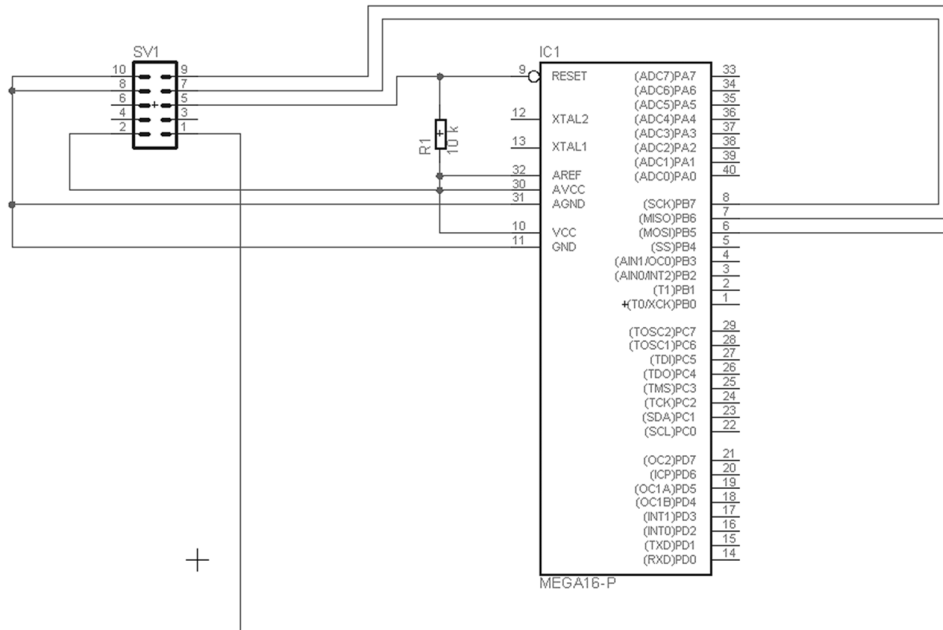 SV1
10 9
8 7
6 5
4 3
2 1
R1
10 k
IC1
9 RESET (ADC7)PA7 33
(ADC6)PA6 34
(ADC5)PA5 35
12 XTAL2 (ADC4)PA4 36
(ADC3)PA3 37
13 XTAL1 (ADC2)PA2 38
(ADC1)PA1 39
32 AREF (ADC0)PA0 40
30 AVCC
31 AGND (SCK)PB7 8
(MISO)PB6 7
10 VCC (MOSI)PB5 6
11 GND (SS)PB4 5
(AIN1/OC0)PB3 4
(AIN0/INT2)PB2 3
(T1)PB1 2
(T0/XCK)PB0 1
(TOSC2)PC7 29
(TOSC1)PC6 28
(TDI)PC5 27
(TDO)PC4 26
(TMS)PC3 25
(TCK)PC2 24
(SDA)PC1 23
(SCL)PC0 22
(OC2)PD7 21
(ICP)PD6 20
(OC1A)PD5 19
(OC1B)PD4 18
(INT1)PD3 17
(INT0)PD2 16
(TXD)PD1 15
(RXD)PD0 14
MEGA16-P